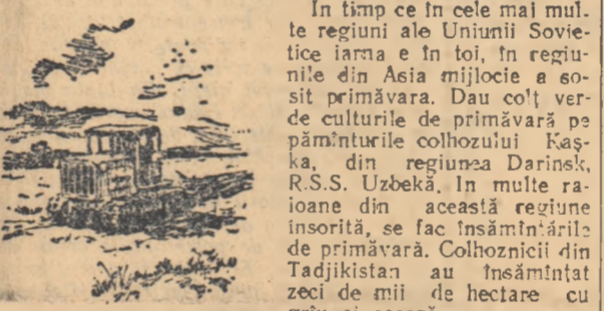 In timp ce în cele mai mul-
te regiuni ale Uniunii Sovie-
tice iarna e în toi, în regiu-
nile din Asia mijlocie a so-
sit primăvara. Dau colț ver-
de culturile de primăvară pe
pămînturile colhozului Kaș-
ka, din regiunea Darinsk,
R.S.S. Uzbekă. In multe ra-
ioane din această regiune
însorită, se fac însămînțările
de primăvară. Colhoznicii din
Tadjikistan au însămînțat
zeci de mii de hectare cu